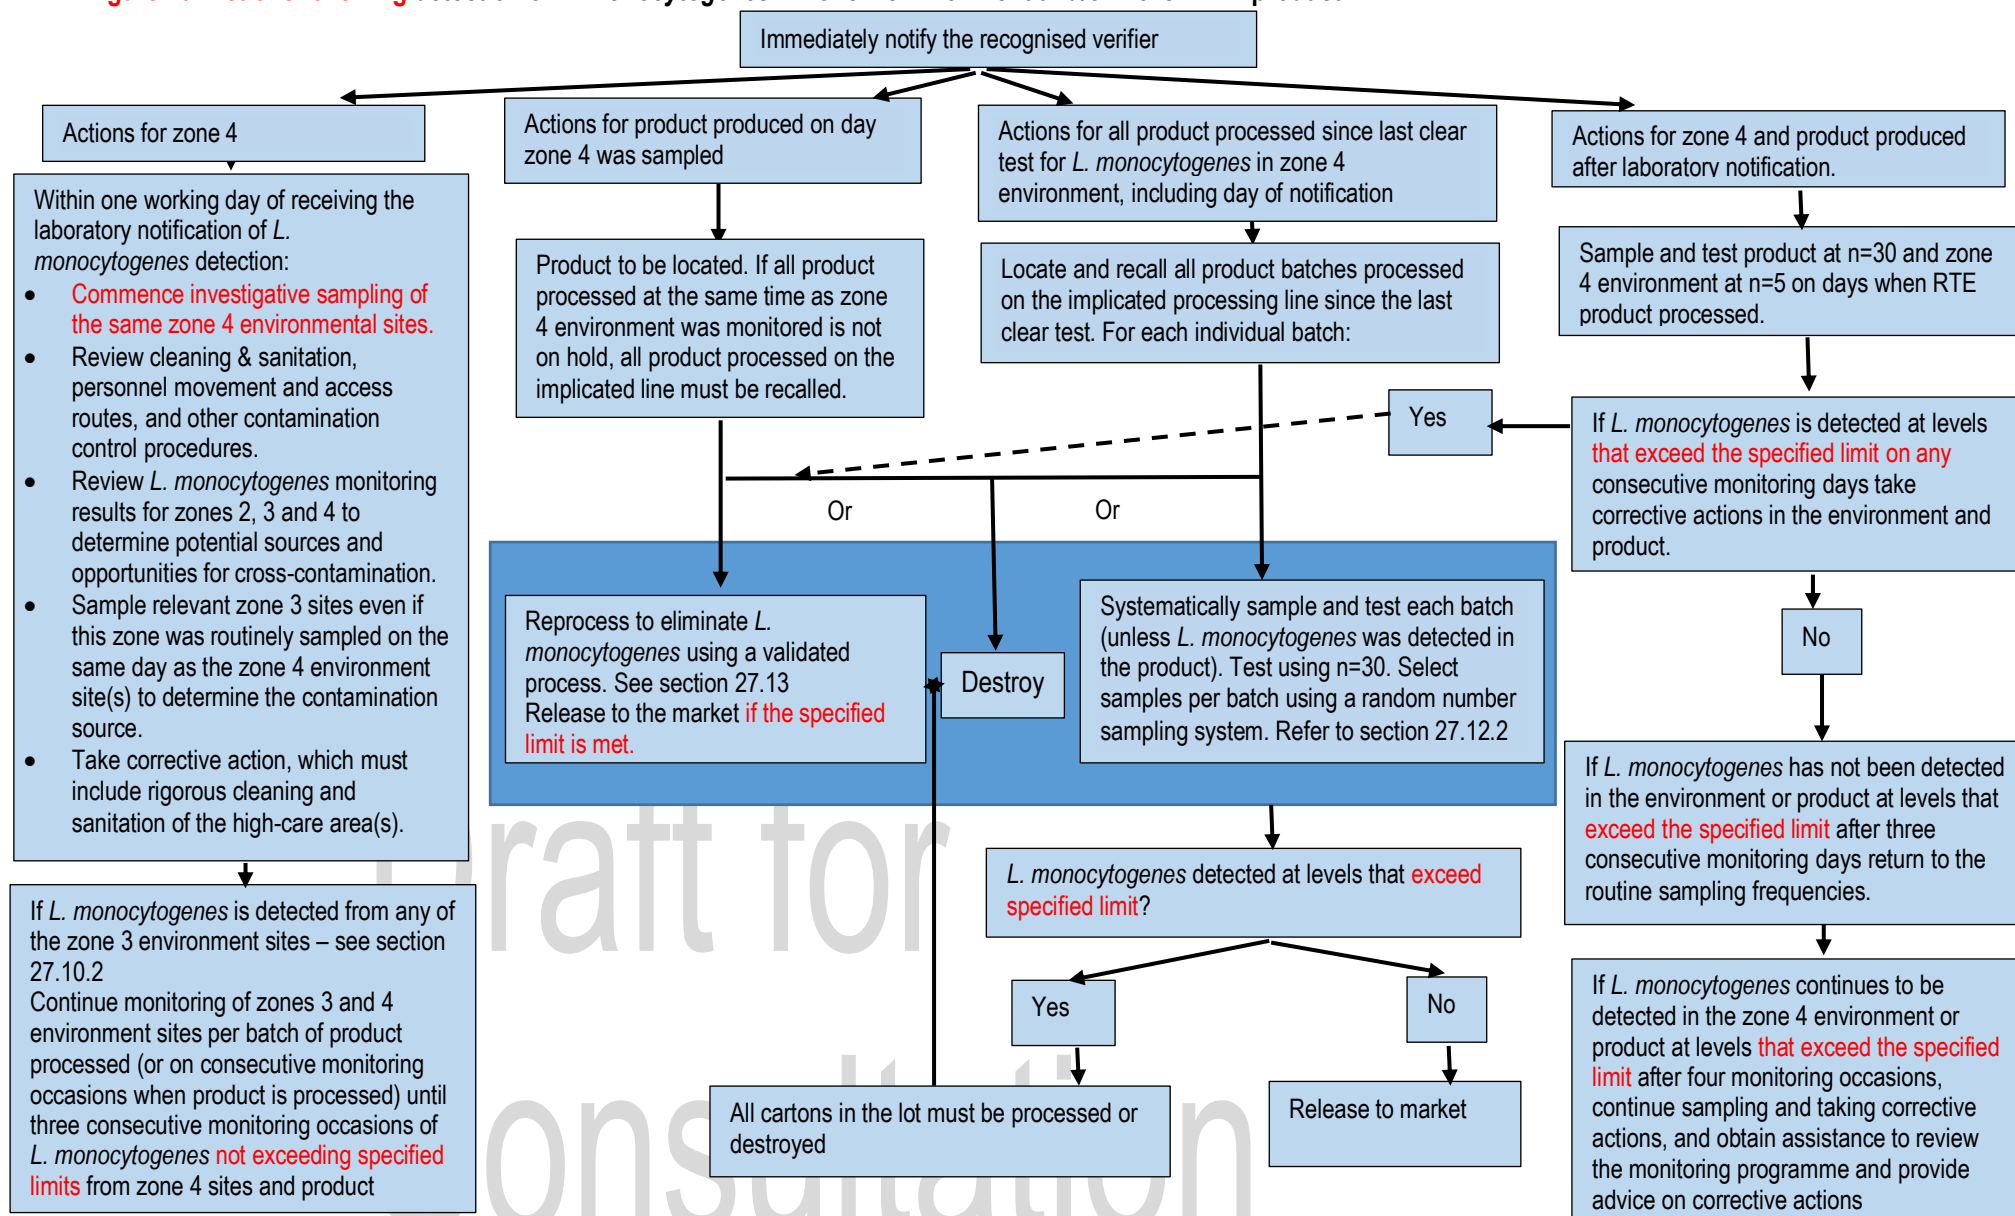 Immediately notify the recognised verifier
Actions for zone 4
Within one working day of receiving the
laboratory notification of L.
monocytogenes detection:
• Commence investigative sampling of
the same zone 4 environmental sites.
• Review cleaning & sanitation,
personnel movement and access
routes, and other contamination
control procedures.
• Review L. monocytogenes monitoring
results for zones 2, 3 and 4 to
determine potential sources and
opportunities for cross-contamination.
• Sample relevant zone 3 sites even if
this zone was routinely sampled on the
same day as the zone 4 environment
site(s) to determine the contamination
source.
• Take corrective action, which must
include rigorous cleaning and
sanitation of the high-care area(s).
If L. monocytogenes is detected from any of
the zone 3 environment sites – see section
27.10.2
Continue monitoring of zones 3 and 4
environment sites per batch of product
processed (or on consecutive monitoring
occasions when product is processed) until
three consecutive monitoring occasions of
L. monocytogenes not exceeding specified
limits from zone 4 sites and product
Actions for product produced on day
zone 4 was sampled
Product to be located. If all product
processed at the same time as zone
4 environment was monitored is not
on hold, all product processed on the
implicated line must be recalled.
Actions for all product processed since last clear
test for L. monocytogenes in zone 4
environment, including day of notification
Locate and recall all product batches processed
on the implicated processing line since the last
clear test. For each individual batch:
Or
Or
Reprocess to eliminate L.
monocytogenes using a validated
process. See section 27.13
Release to the market if the specified
limit is met.
Destroy
Systematically sample and test each batch
(unless L. monocytogenes was detected in
the product). Test using n=30. Select
samples per batch using a random number
sampling system. Refer to section 27.12.2
L. monocytogenes detected at levels that exceed
specified limit?
Yes
No
All cartons in the lot must be processed or
destroyed
Release to market
Actions for zone 4 and product produced
after laboratory notification.
Sample and test product at n=30 and zone
4 environment at n=5 on days when RTE
product processed.
Yes
If L. monocytogenes is detected at levels
that exceed the specified limit on any
consecutive monitoring days take
corrective actions in the environment and
product.
No
If L. monocytogenes has not been detected
in the environment or product at levels that
exceed the specified limit after three
consecutive monitoring days return to the
routine sampling frequencies.
If L. monocytogenes continues to be
detected in the zone 4 environment or
product at levels that exceed the specified
limit after four monitoring occasions,
continue sampling and taking corrective
actions, and obtain assistance to review
the monitoring programme and provide
advice on corrective actions
Draft for
Consultation